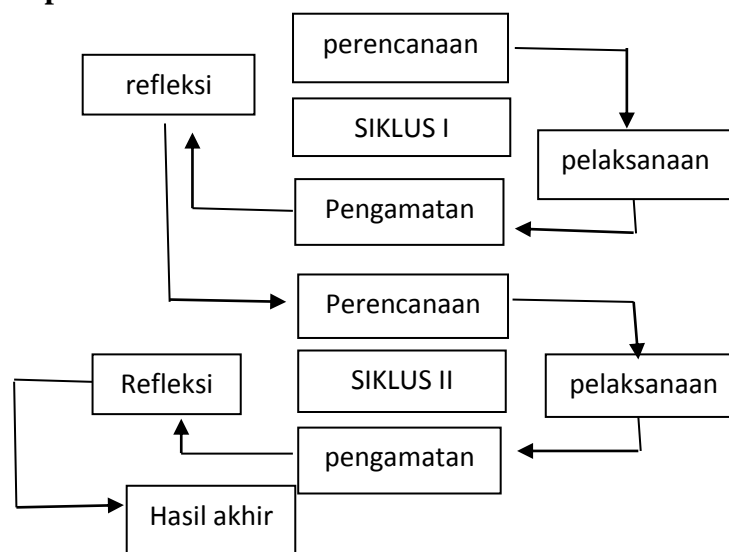 perencanaan
refleksi
SIKLUS I
pelaksanaan
Pengamatan
Perencanaan
Refleksi
SIKLUS II
pelaksanaan
pengamatan
Hasil akhir